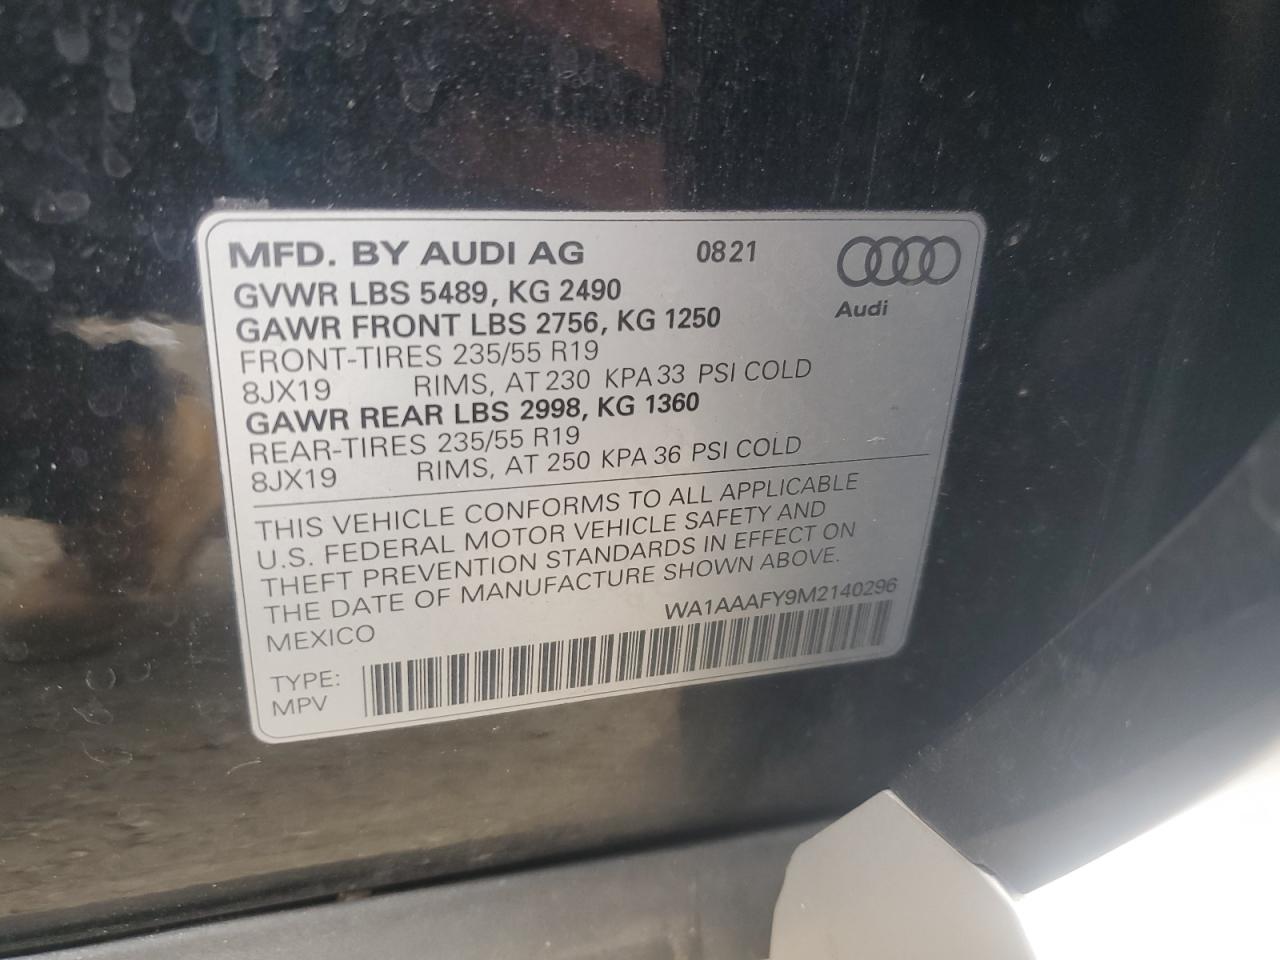 MFD. BY AUDI AG 0821
GVWR LBS 5489, KG 2490
Audi
GAWR FRONT LBS 2756, KG 1250
FRONT-TIRES 235/55 R19
8JX19 RIMS, AT 230 KPA 33 PSI COLD
GAWR REAR LBS 2998, KG 1360
REAR-TIRES 235/55 R19
8JX19 RIMS, AT 250 KPA 36 PSI COLD
THIS VEHICLE CONFORMS TO ALL APPLICABLE
U.S. FEDERAL MOTOR VEHICLE SAFETY AND
THEFT PREVENTION STANDARDS IN EFFECT ON
THE DATE OF MANUFACTURE SHOWN ABOVE.
MEXICO WA1AAAFY9M2140296
TYPE:
MPV